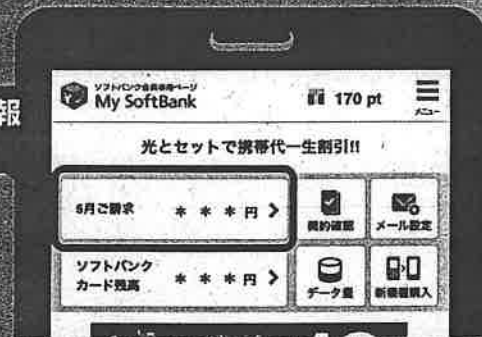 報
ソフトバンク会員専用ページ
My SoftBank
170 pt
メニュー
光とセットで携帯代一生割引!!
6月ご請求
* * * 円 >
契約確認
メール設定
ソフトバンク
カード残高
* * * 円 >
データ量
新機種購入